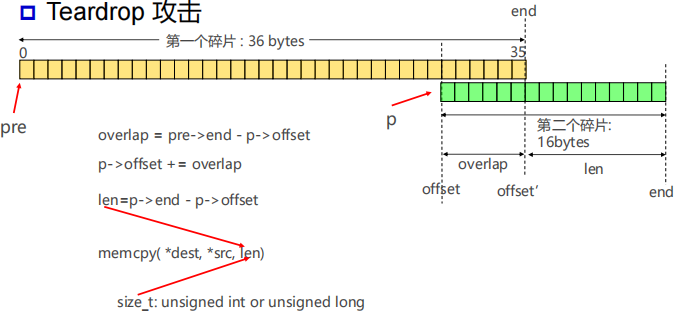 Teardrop 攻击
end
第一个碎片 : 36 bytes
0
35
pre
p
overlap = pre->end - p->offset
p->offset += overlap
len=p->end - p->offset
memcpy( *dest, *src, len)
size_t: unsigned int or unsigned long
第二个碎片:
16bytes
overlap
len
offset
offset’
end